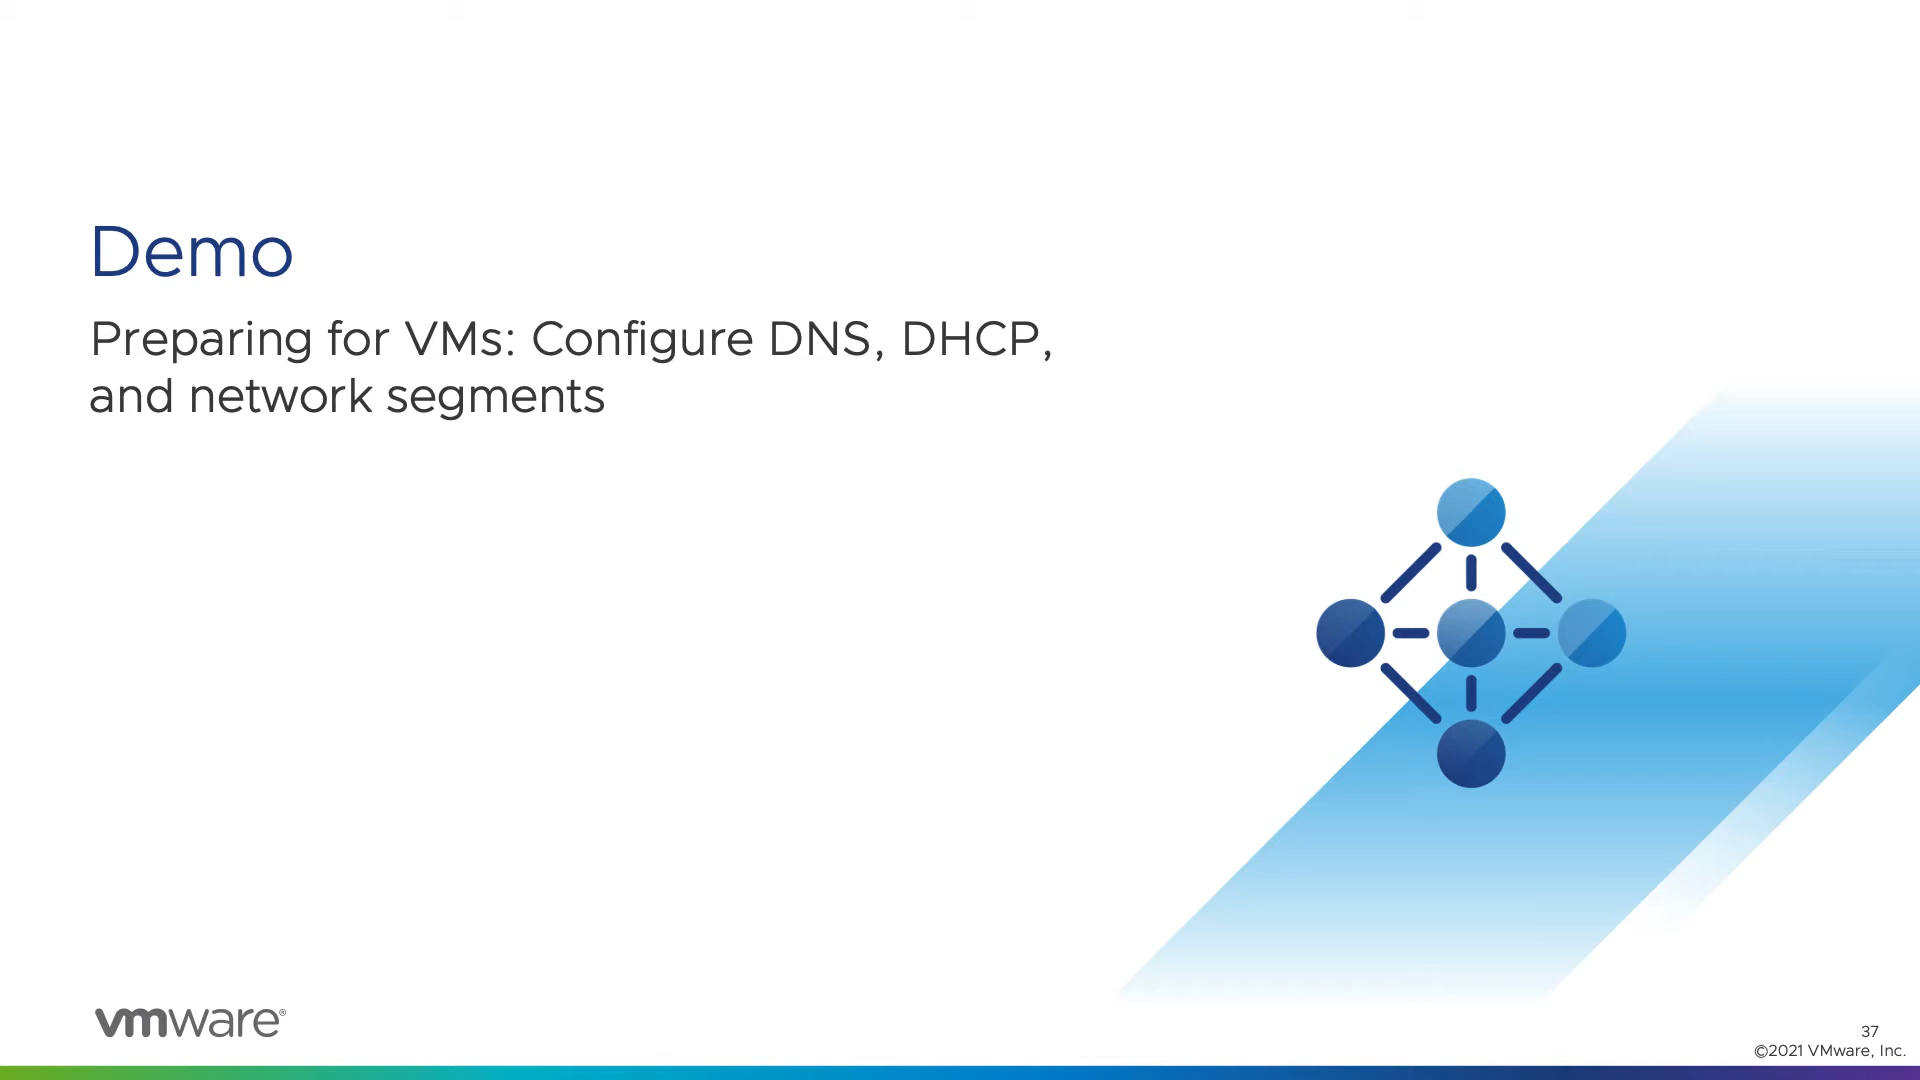 Demo
Preparing for VMs: Configure DNS, DHCP,
and network segments
vmware®
37
©2021 VMware, Inc.